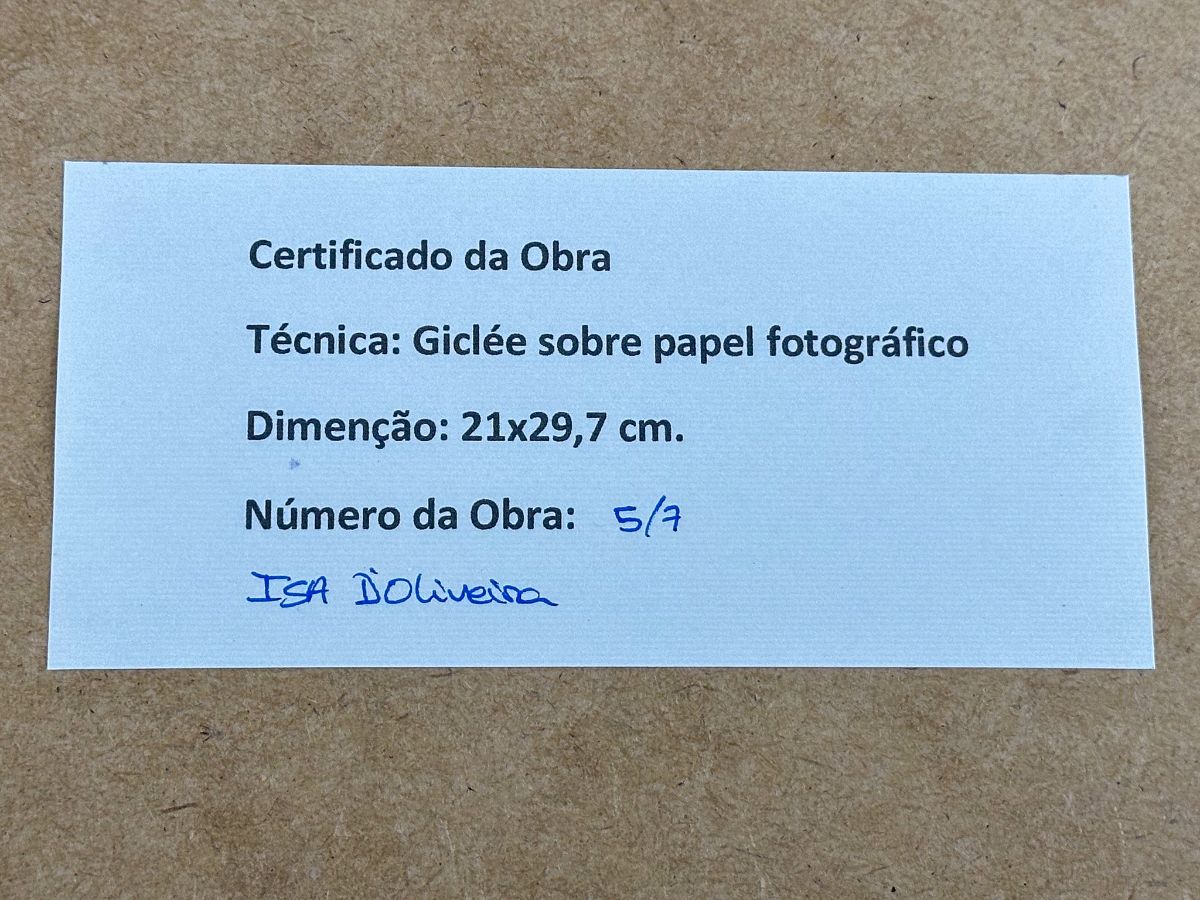 Certificado da Obra
Técnica: Giclée sobre papel fotográfico
Dimenção: 21x29,7 cm.
Número da Obra: 5/7
ISA D'Oliveira